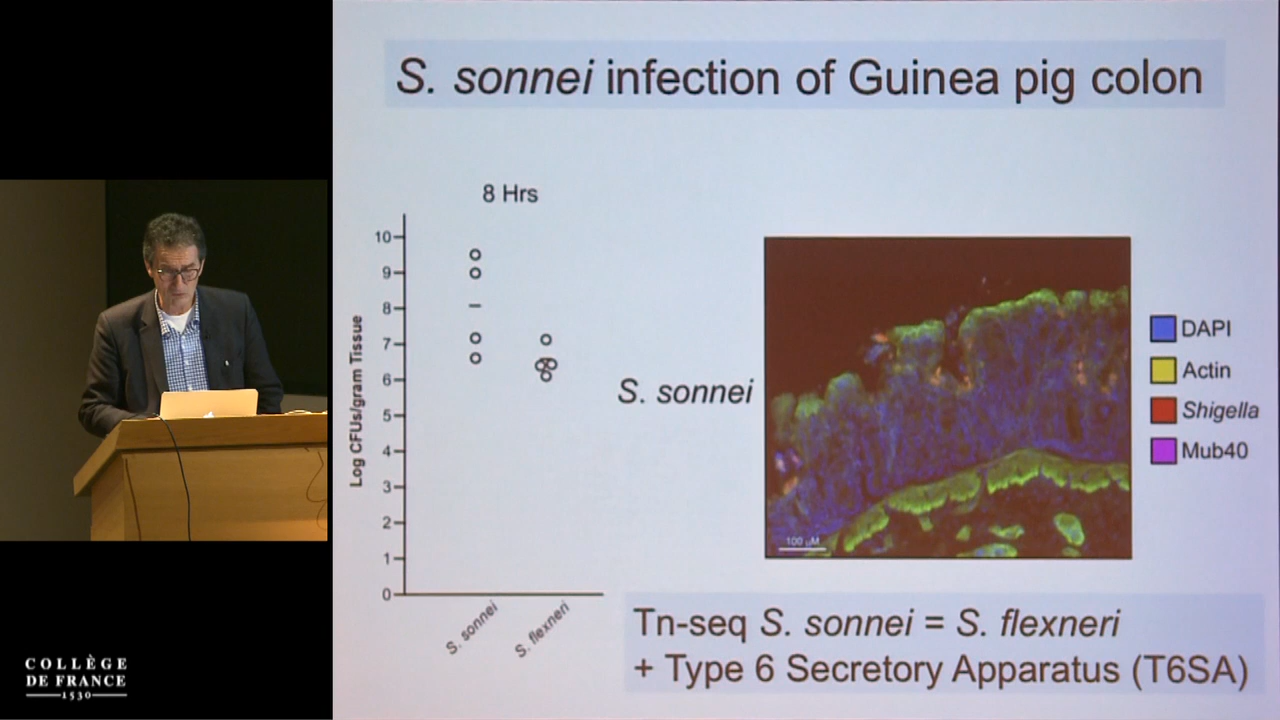 S. sonnei infection of Guinea pig colon
8 Hrs
10
9
8
7
6
5
4
3
2
1
0
Log CFUs/gram Tissue
S. sonnei
S. flexneri
S. sonnei
100 µM
DAPI
Actin
Shigella
Mub40
Tn-seq S. sonnei = S. flexneri
+ Type 6 Secretory Apparatus (T6SA)
COLLÈGE
DE FRANCE
1530